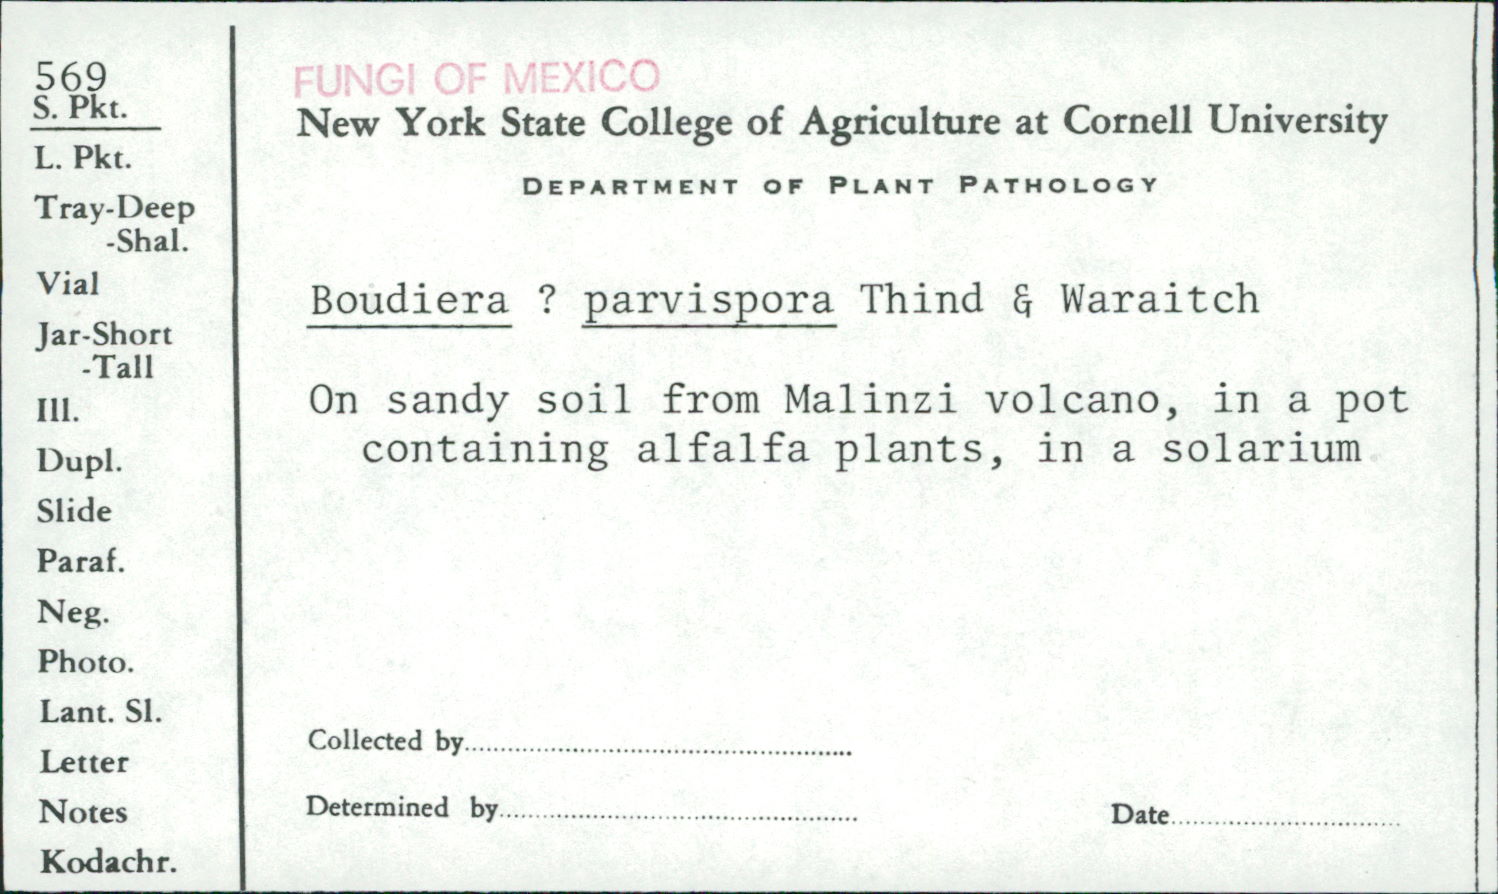 569
S. Pkt.
L. Pkt.
Tray-Deep
-Shal.
Vial
Jar-Short
-Tall
Ill.
Dupl.
Slide
Paraf.
Neg.
Photo.
Lant. Sl.
Letter
Notes
Kodachr.
FUNGI OF MEXICO
New York State College of Agriculture at Cornell University
DEPARTMENT OF PLANT PATHOLOGY
Boudiera ? parvispora Thind & Waraitch
On sandy soil from Malinzi volcano, in a pot
containing alfalfa plants, in a solarium
Collected by
Determined by
Date